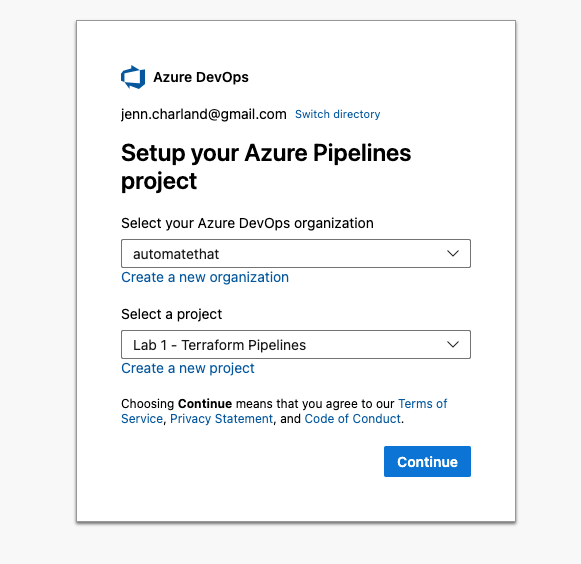 Azure DevOps
jenn.charland@gmail.com Switch directory
Setup your Azure Pipelines
project
Select your Azure DevOps organization
automatethat
Create a new organization
Select a project
Lab 1 - Terraform Pipelines
Create a new project
Choosing Continue means that you agree to our Terms of
Service, Privacy Statement, and Code of Conduct.
Continue